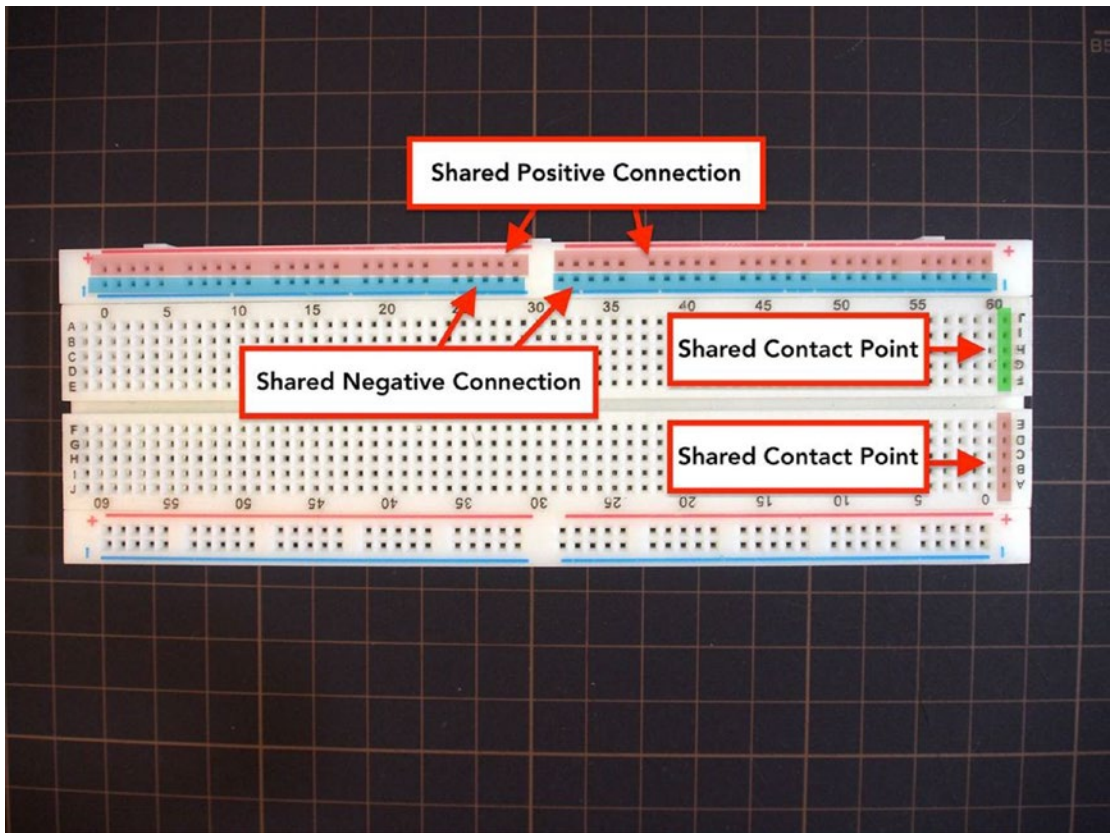 B5
Shared Positive Connection
+ +
0 5 10 15 20 30 35 40 45 50 55 60
A J
B I
C H
D G
E F
Shared Contact Point
Shared Negative Connection
F E
G D
H C
I B
J A
Shared Contact Point
60 55 50 45 40 35 30 25 20 15 10 5 0
+ +